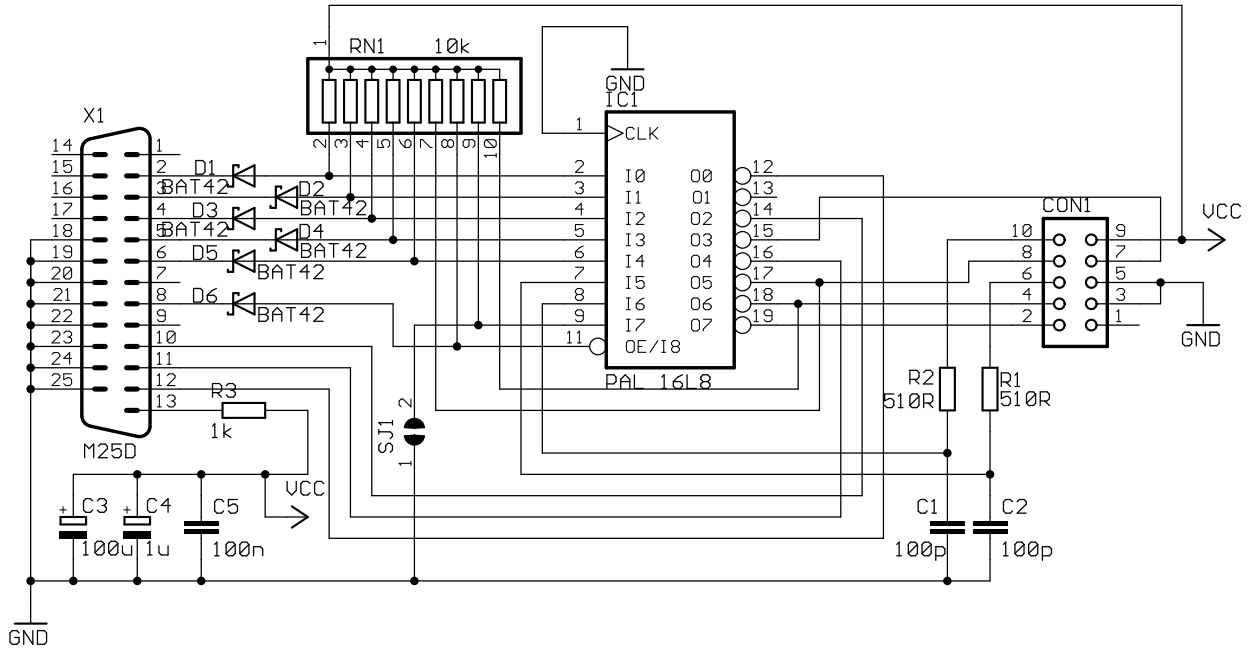 1
RN1 10k
GND
IC1
X1
2 3 4 5 6 7 8 9 10
1 CLK
14 1
15 2 D1 BAT42
16 3 D2 BAT42
17 4 D3 BAT42
18 5 D4 BAT42
19 6 D5 BAT42
20 7
21 8 D6 BAT42
22 9
23 10
24 11
25 12
13
2 I0 O0 12
3 I1 O1 13
4 I2 O2 14
5 I3 O3 15
6 I4 O4 16
7 I5 O5 17
8 I6 O6 18
9 I7 O7 19
11 OE/I8
PAL 16L8
CON1
VCC
10 9
8 7
6 5
4 3
2 1
GND
R3
1k
M25D
2
SJ1
1
R2
510R
R1
510R
VCC
+ C3
100u
+ C4
1u
C5
100n
C1
100p
C2
100p
GND